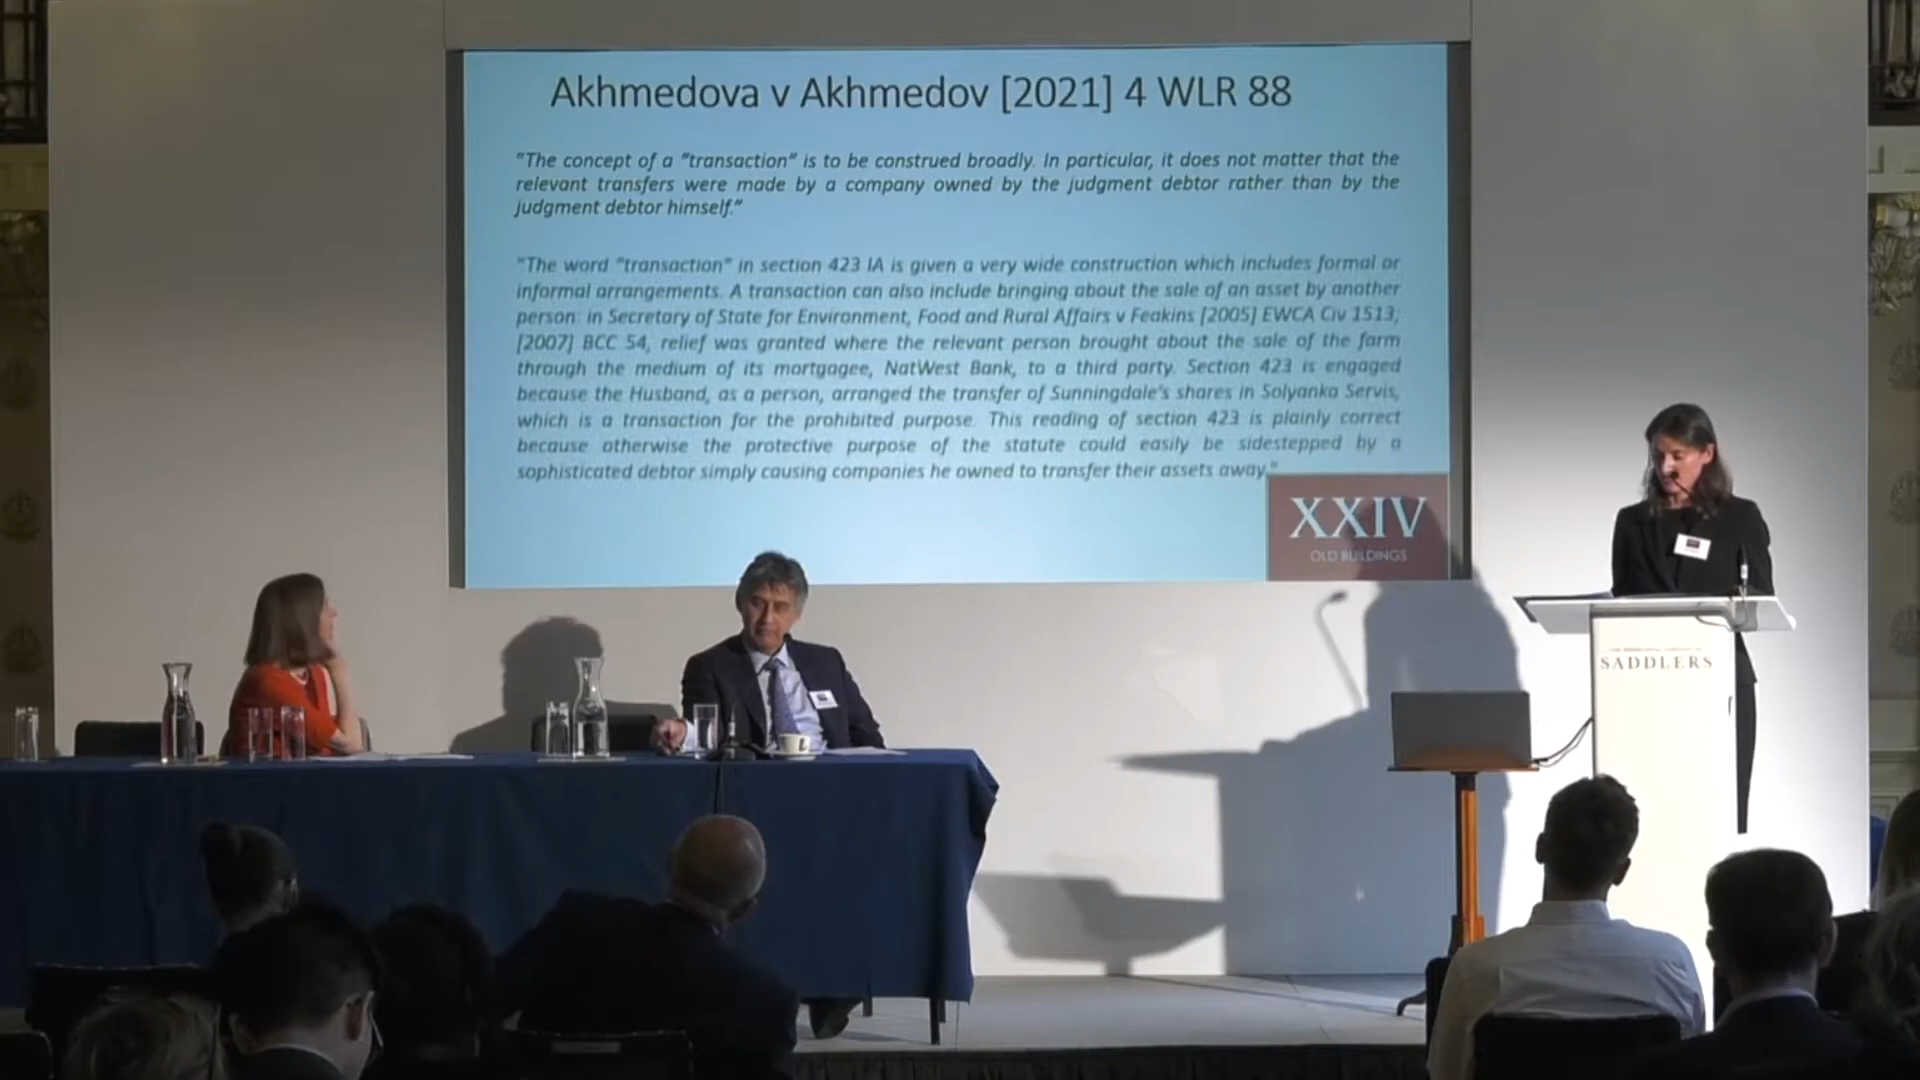 Akhmedova v Akhmedov [2021] 4 WLR 88
"The concept of a "transaction" is to be construed broadly. In particular, it does not matter that the
relevant transfers were made by a company owned by the judgment debtor rather than by the
judgment debtor himself."
"The word "transaction" in section 423 IA is given a very wide construction which includes formal or
informal arrangements. A transaction can also include bringing about the sale of an asset by another
person: in Secretary of State for Environment, Food and Rural Affairs v Feakins [2005] EWCA Civ 1513;
[2007] BCC 54, relief was granted where the relevant person brought about the sale of the farm
through the medium of its mortgagee, NatWest Bank, to a third party. Section 423 is engaged
because the Husband, as a person, arranged the transfer of Sunningdale's shares in Solyanka Servis,
which is a transaction for the prohibited purpose. This reading of section 423 is plainly correct
because otherwise the protective purpose of the statute could easily be sidestepped by a
sophisticated debtor simply causing companies he owned to transfer their assets away."
XXIV
OLD BUILDINGS
SADDLERS